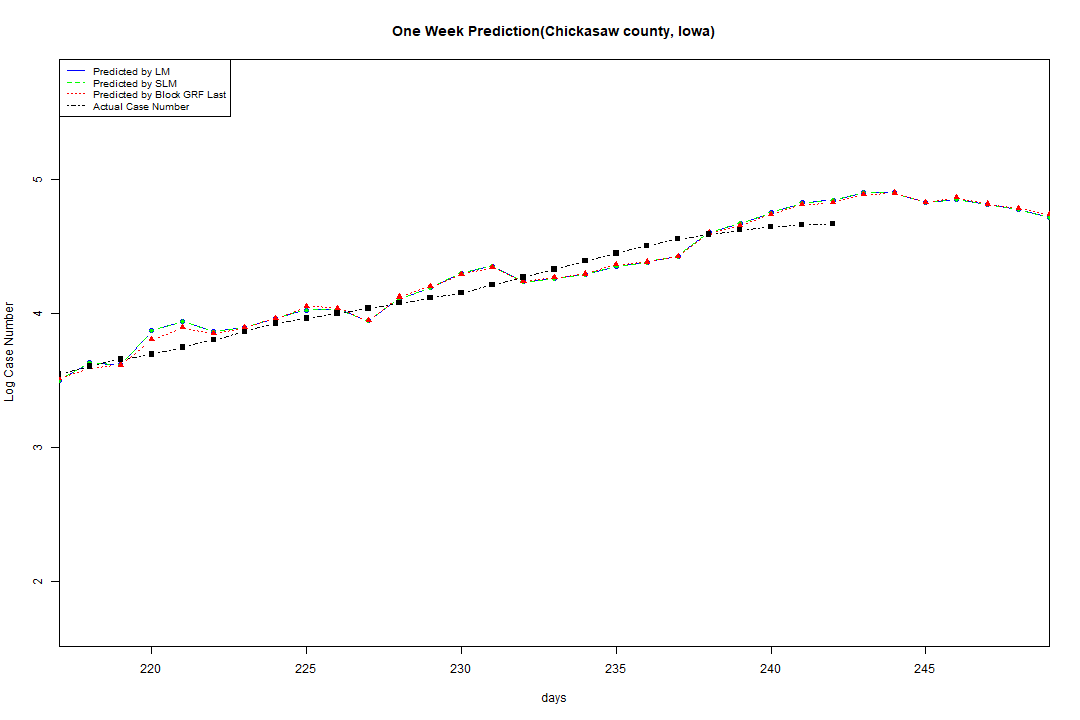 One Week Prediction(Chickasaw county, Iowa)
Predicted by LM
Predicted by SLM
Predicted by Block GRF Last
Actual Case Number
5
4
3
2
Log Case Number
220 225 230 235 240 245
days